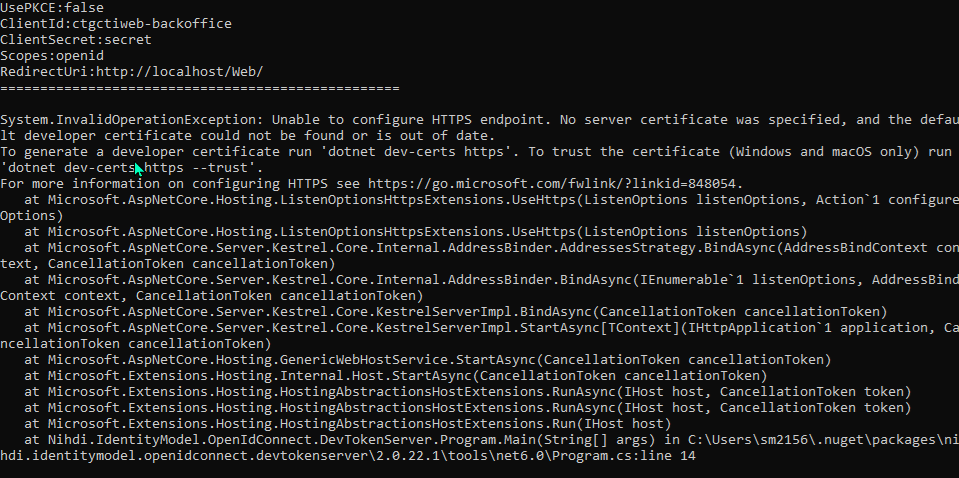 UsePKCE:false
ClientId:ctgctiweb-backoffice
ClientSecret:secret
Scopes:openid
RedirectUri:http://localhost/Web/
==================================================
System.InvalidOperationException: Unable to configure HTTPS endpoint. No server certificate was specified, and the defau
lt developer certificate could not be found or is out of date.
To generate a developer certificate run 'dotnet dev-certs https'. To trust the certificate (Windows and macOS only) run
'dotnet dev-certs https --trust'.
For more information on configuring HTTPS see https://go.microsoft.com/fwlink/?linkid=848054.
   at Microsoft.AspNetCore.Hosting.ListenOptionsHttpsExtensions.UseHttps(ListenOptions listenOptions, Action`1 configure
Options)
   at Microsoft.AspNetCore.Hosting.ListenOptionsHttpsExtensions.UseHttps(ListenOptions listenOptions)
   at Microsoft.AspNetCore.Server.Kestrel.Core.Internal.AddressBinder.AddressesStrategy.BindAsync(AddressBindContext con
text, CancellationToken cancellationToken)
   at Microsoft.AspNetCore.Server.Kestrel.Core.Internal.AddressBinder.BindAsync(IEnumerable`1 listenOptions, AddressBind
Context context, CancellationToken cancellationToken)
   at Microsoft.AspNetCore.Server.Kestrel.Core.KestrelServerImpl.BindAsync(CancellationToken cancellationToken)
   at Microsoft.AspNetCore.Server.Kestrel.Core.KestrelServerImpl.StartAsync[TContext](IHttpApplication`1 application, Ca
ncellationToken cancellationToken)
   at Microsoft.AspNetCore.Hosting.GenericWebHostService.StartAsync(CancellationToken cancellationToken)
   at Microsoft.Extensions.Hosting.Internal.Host.StartAsync(CancellationToken cancellationToken)
   at Microsoft.Extensions.Hosting.HostingAbstractionsHostExtensions.RunAsync(IHost host, CancellationToken token)
   at Microsoft.Extensions.Hosting.HostingAbstractionsHostExtensions.RunAsync(IHost host, CancellationToken token)
   at Microsoft.Extensions.Hosting.HostingAbstractionsHostExtensions.Run(IHost host)
   at Nihdi.IdentityModel.OpenIdConnect.DevTokenServer.Program.Main(String[] args) in C:\Users\sm2156\.nuget\packages\ni
hdi.identitymodel.openidconnect.devtokenserver\2.0.22.1\tools\net6.0\Program.cs:line 14